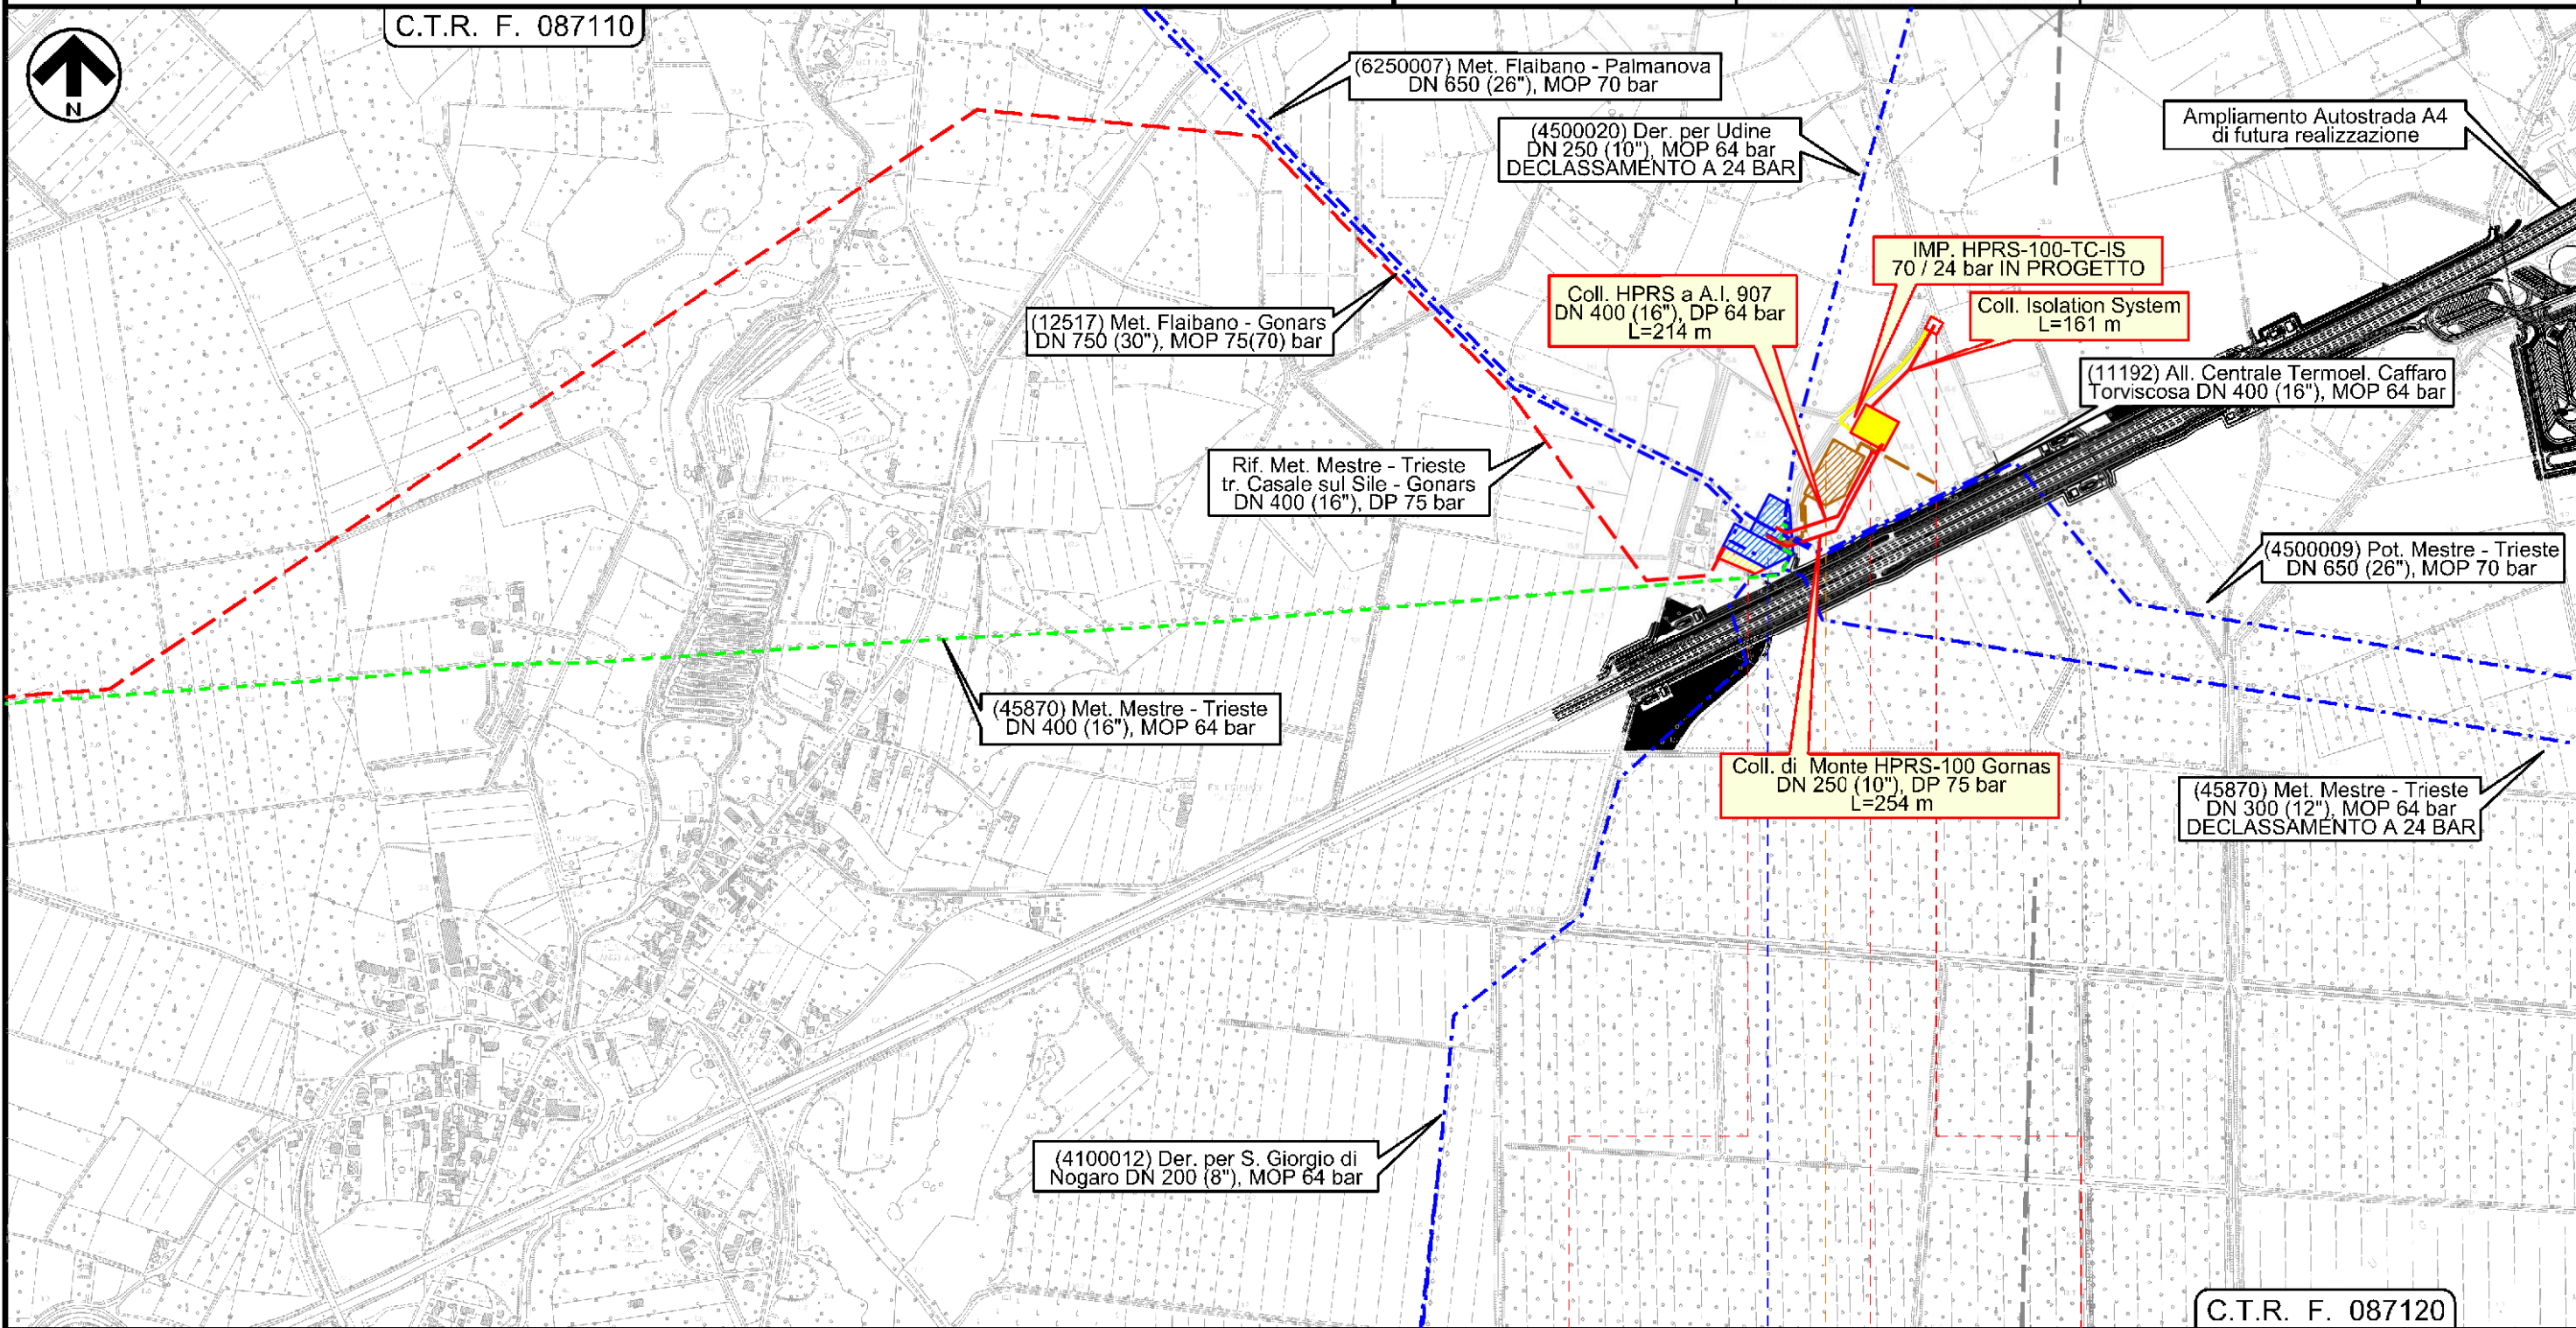 C.T.R. F. 087110
N
(6250007) Met. Flaibano - Palmanova
DN 650 (26"), MOP 70 bar
(4500020) Der. per Udine
DN 250 (10"), MOP 64 bar
DECLASSAMENTO A 24 BAR
Ampliamento Autostrada A4
di futura realizzazione
IMP. HPRS-100-TC-IS
70 / 24 bar IN PROGETTO
Coll. HPRS a A.I. 907
DN 400 (16"), DP 64 bar
L=214 m
Coll. Isolation System
L=161 m
(12517) Met. Flaibano - Gonars
DN 750 (30"), MOP 75(70) bar
(11192) All. Centrale Termoel. Caffaro
Torviscosa DN 400 (16"), MOP 64 bar
Rif. Met. Mestre - Trieste
tr. Casale sul Sile - Gonars
DN 400 (16"), DP 75 bar
(4500009) Pot. Mestre - Trieste
DN 650 (26"), MOP 70 bar
(45870) Met. Mestre - Trieste
DN 400 (16"), MOP 64 bar
Coll. di Monte HPRS-100 Gornas
DN 250 (10"), DP 75 bar
L=254 m
(45870) Met. Mestre - Trieste
DN 300 (12"), MOP 64 bar
DECLASSAMENTO A 24 BAR
(4100012) Der. per S. Giorgio di
Nogaro DN 200 (8"), MOP 64 bar
C.T.R. F. 087120